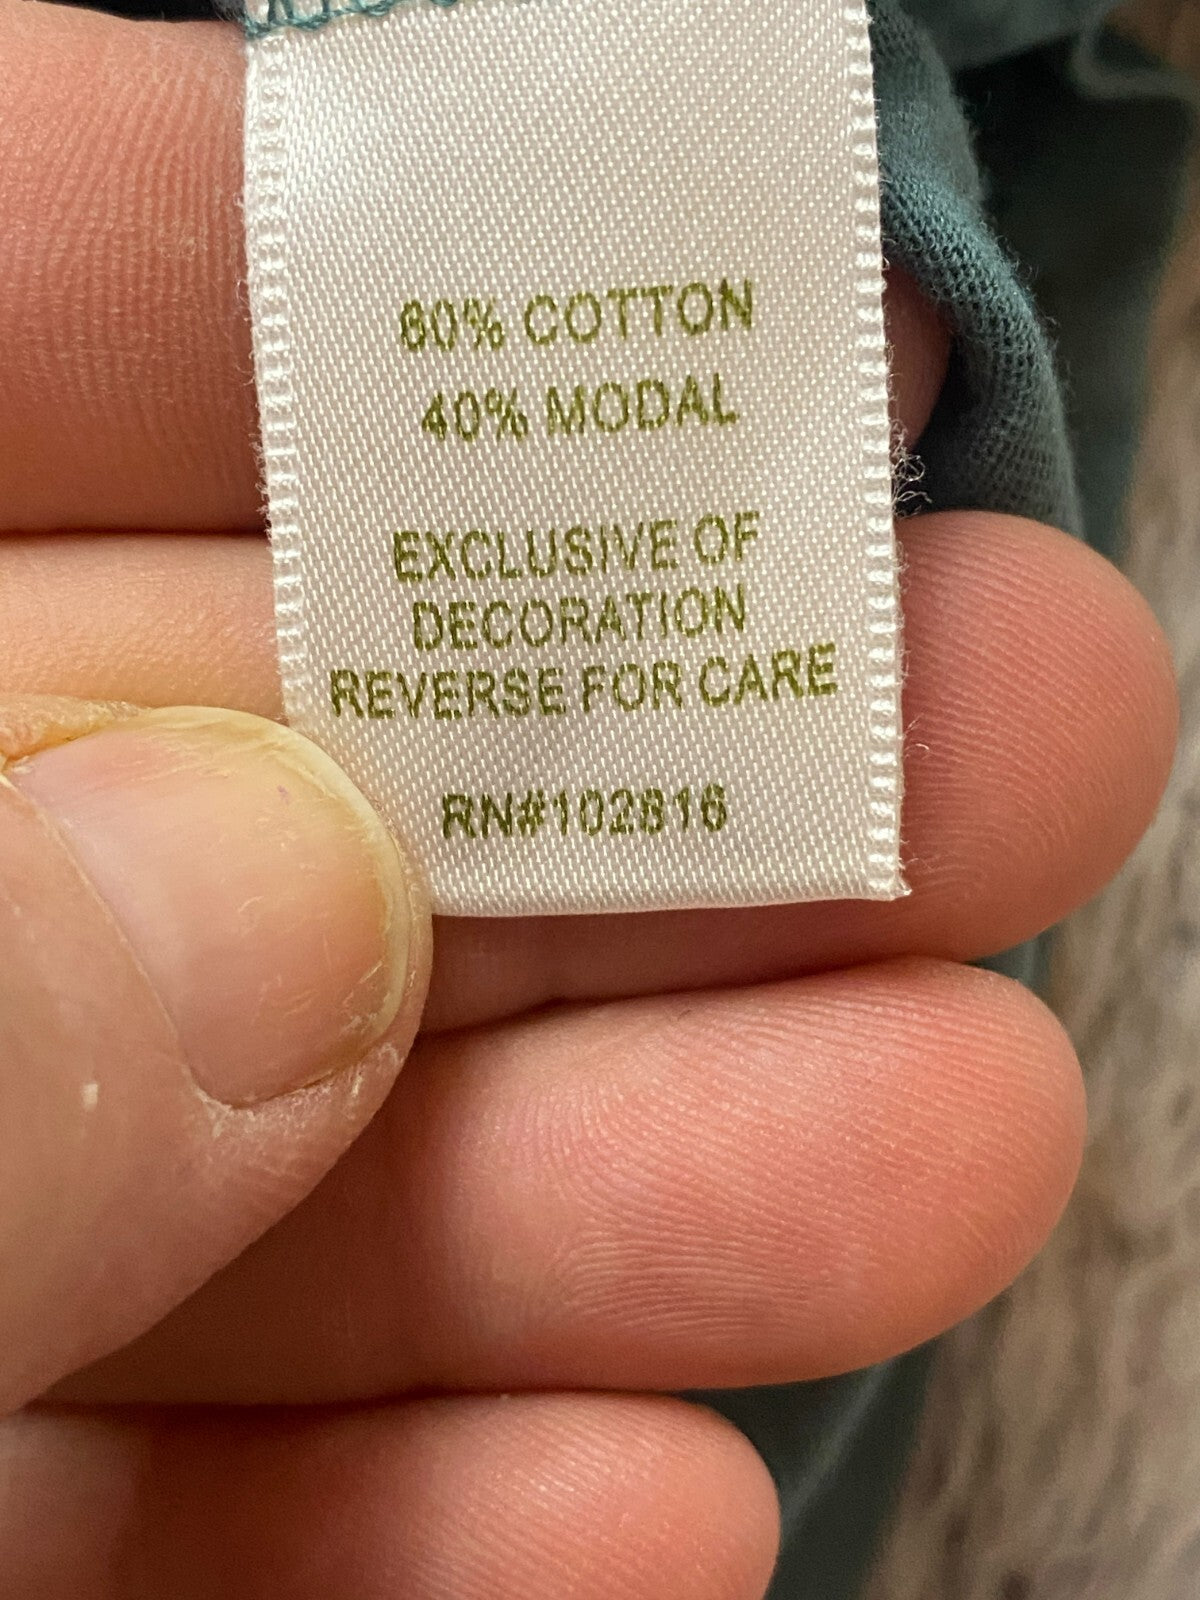 60% COTTON
40% MODAL
EXCLUSIVE OF
DECORATION
REVERSE FOR CARE
RN#102816